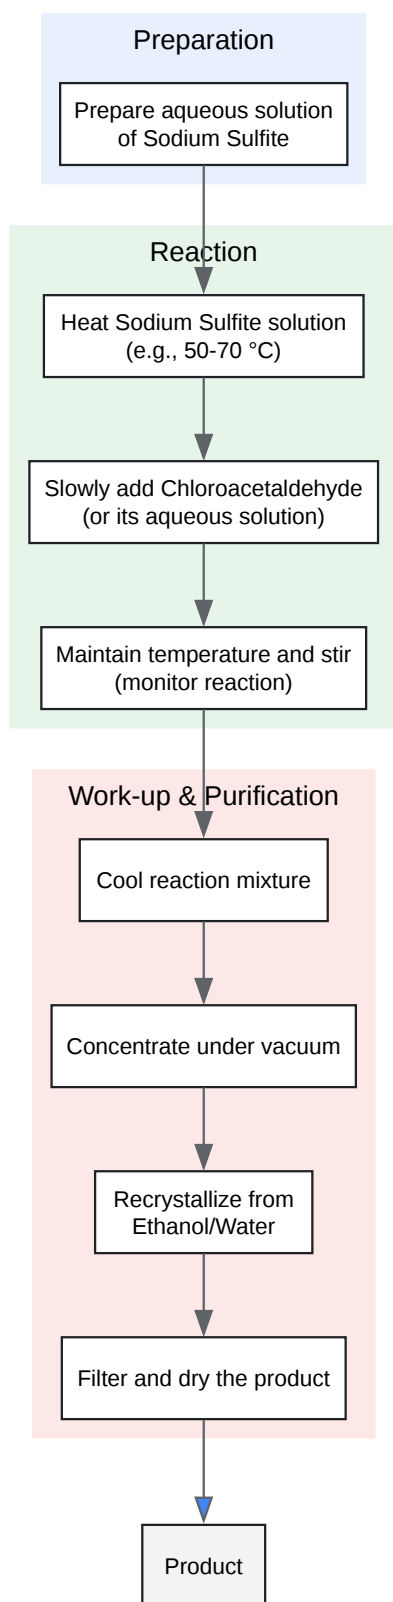 Preparation
Prepare aqueous solution
of Sodium Sulfite
Reaction
Heat Sodium Sulfite solution
(e.g., 50-70 °C)
Slowly add Chloroacetaldehyde
(or its aqueous solution)
Maintain temperature and stir
(monitor reaction)
Work-up & Purification
Cool reaction mixture
Concentrate under vacuum
Recrystallize from
Ethanol/Water
Filter and dry the product
Product